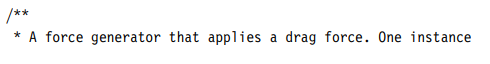 /**
 * A force generator that applies a drag force. One instance